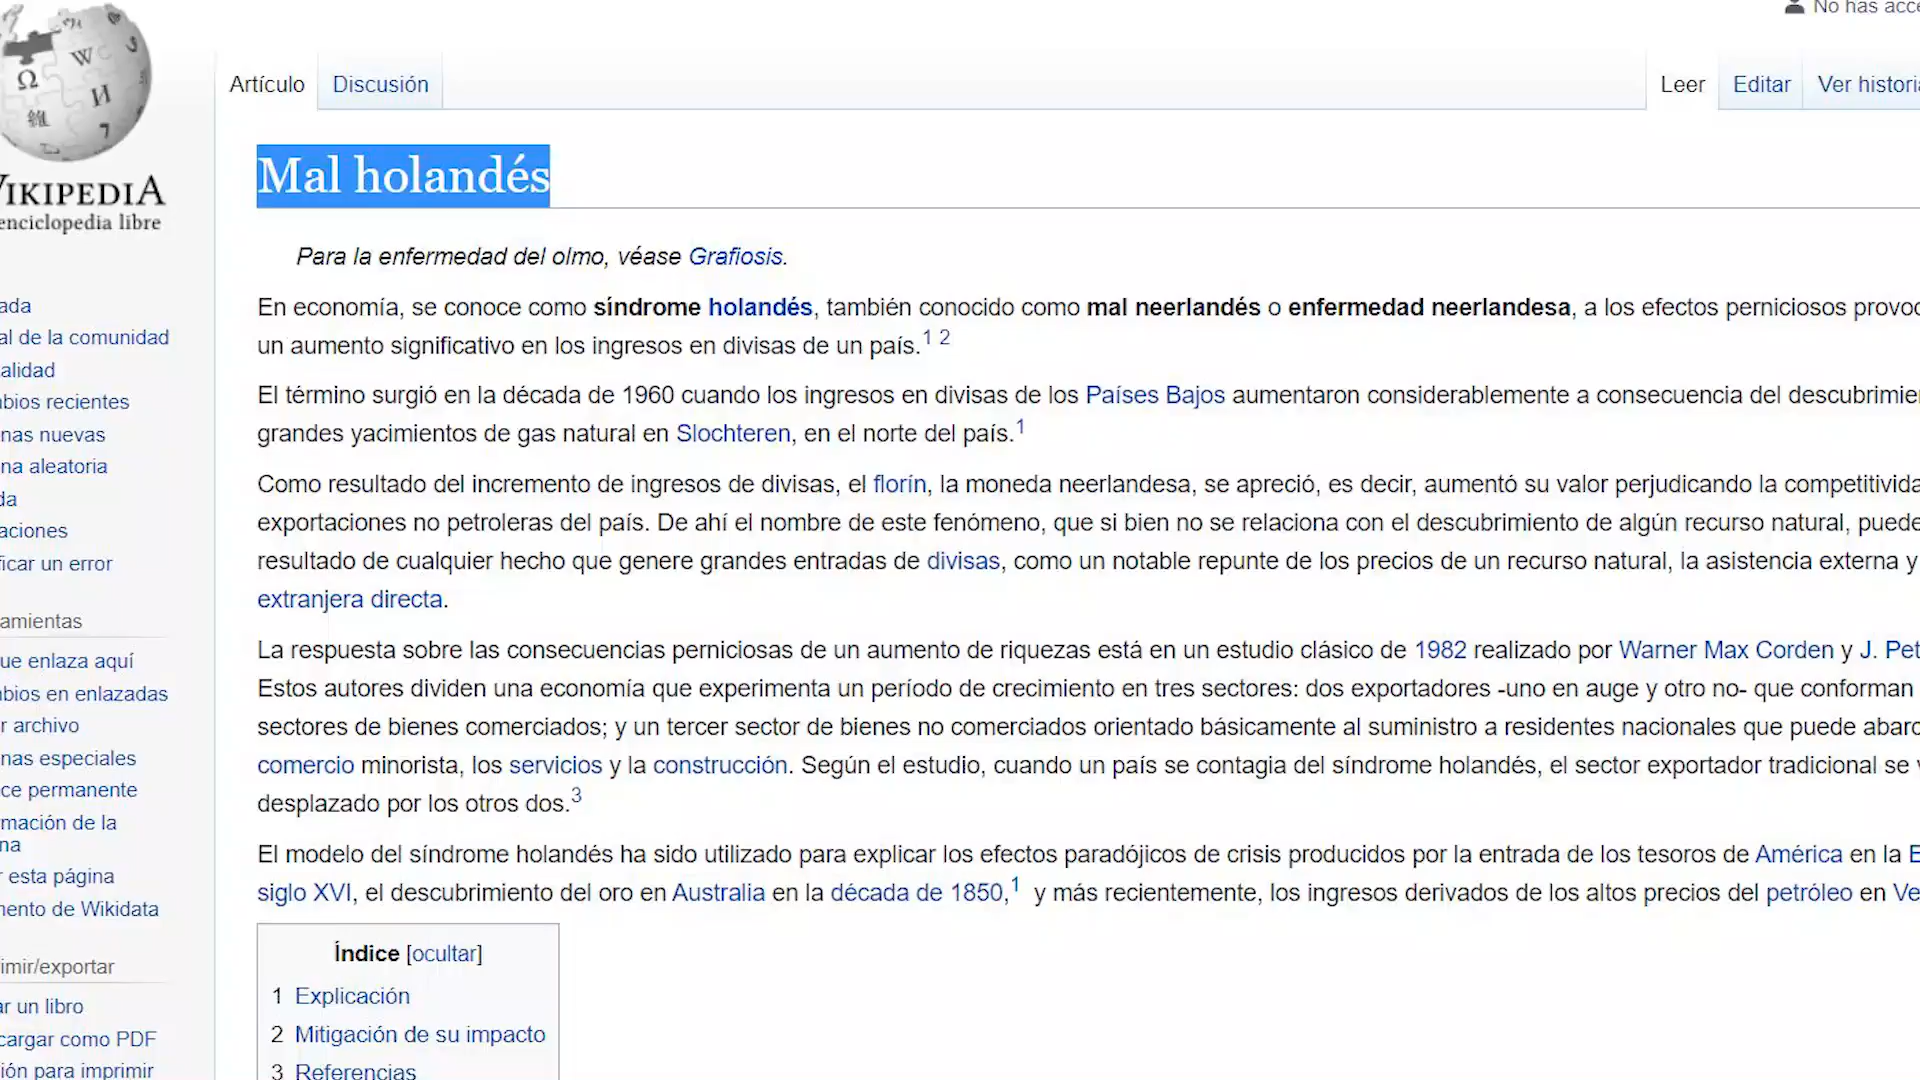 No has acce
Artículo Discusión Leer Editar Ver historia
WIKIPEDIA
enciclopedia libre
Mal holandés
Para la enfermedad del olmo, véase Grafiosis.
En economía, se conoce como síndrome holandés, también conocido como mal neerlandés o enfermedad neerlandesa, a los efectos perniciosos provoc
un aumento significativo en los ingresos en divisas de un país.1 2
El término surgió en la década de 1960 cuando los ingresos en divisas de los Países Bajos aumentaron considerablemente a consecuencia del descubrimie
grandes yacimientos de gas natural en Slochteren, en el norte del país.1
Como resultado del incremento de ingresos de divisas, el florín, la moneda neerlandesa, se apreció, es decir, aumentó su valor perjudicando la competitivida
exportaciones no petroleras del país. De ahí el nombre de este fenómeno, que si bien no se relaciona con el descubrimiento de algún recurso natural, puede
resultado de cualquier hecho que genere grandes entradas de divisas, como un notable repunte de los precios de un recurso natural, la asistencia externa y
extranjera directa.
La respuesta sobre las consecuencias perniciosas de un aumento de riquezas está en un estudio clásico de 1982 realizado por Warner Max Corden y J. Pet
Estos autores dividen una economía que experimenta un período de crecimiento en tres sectores: dos exportadores -uno en auge y otro no- que conforman
sectores de bienes comerciados; y un tercer sector de bienes no comerciados orientado básicamente al suministro a residentes nacionales que puede abarc
comercio minorista, los servicios y la construcción. Según el estudio, cuando un país se contagia del síndrome holandés, el sector exportador tradicional se v
desplazado por los otros dos.3
El modelo del síndrome holandés ha sido utilizado para explicar los efectos paradójicos de crisis producidos por la entrada de los tesoros de América en la E
siglo XVI, el descubrimiento del oro en Australia en la década de 1850,1 y más recientemente, los ingresos derivados de los altos precios del petróleo en Ve
Índice [ocultar]
1 Explicación
2 Mitigación de su impacto
3 Referencias
ada
al de la comunidad
alidad
bios recientes
nas nuevas
na aleatoria
da
aciones
ficar un error
amientas
ue enlaza aquí
bios en enlazadas
r archivo
nas especiales
ce permanente
rmación de la
na
r esta página
mento de Wikidata
imir/exportar
ar un libro
cargar como PDF
ión para imprimir